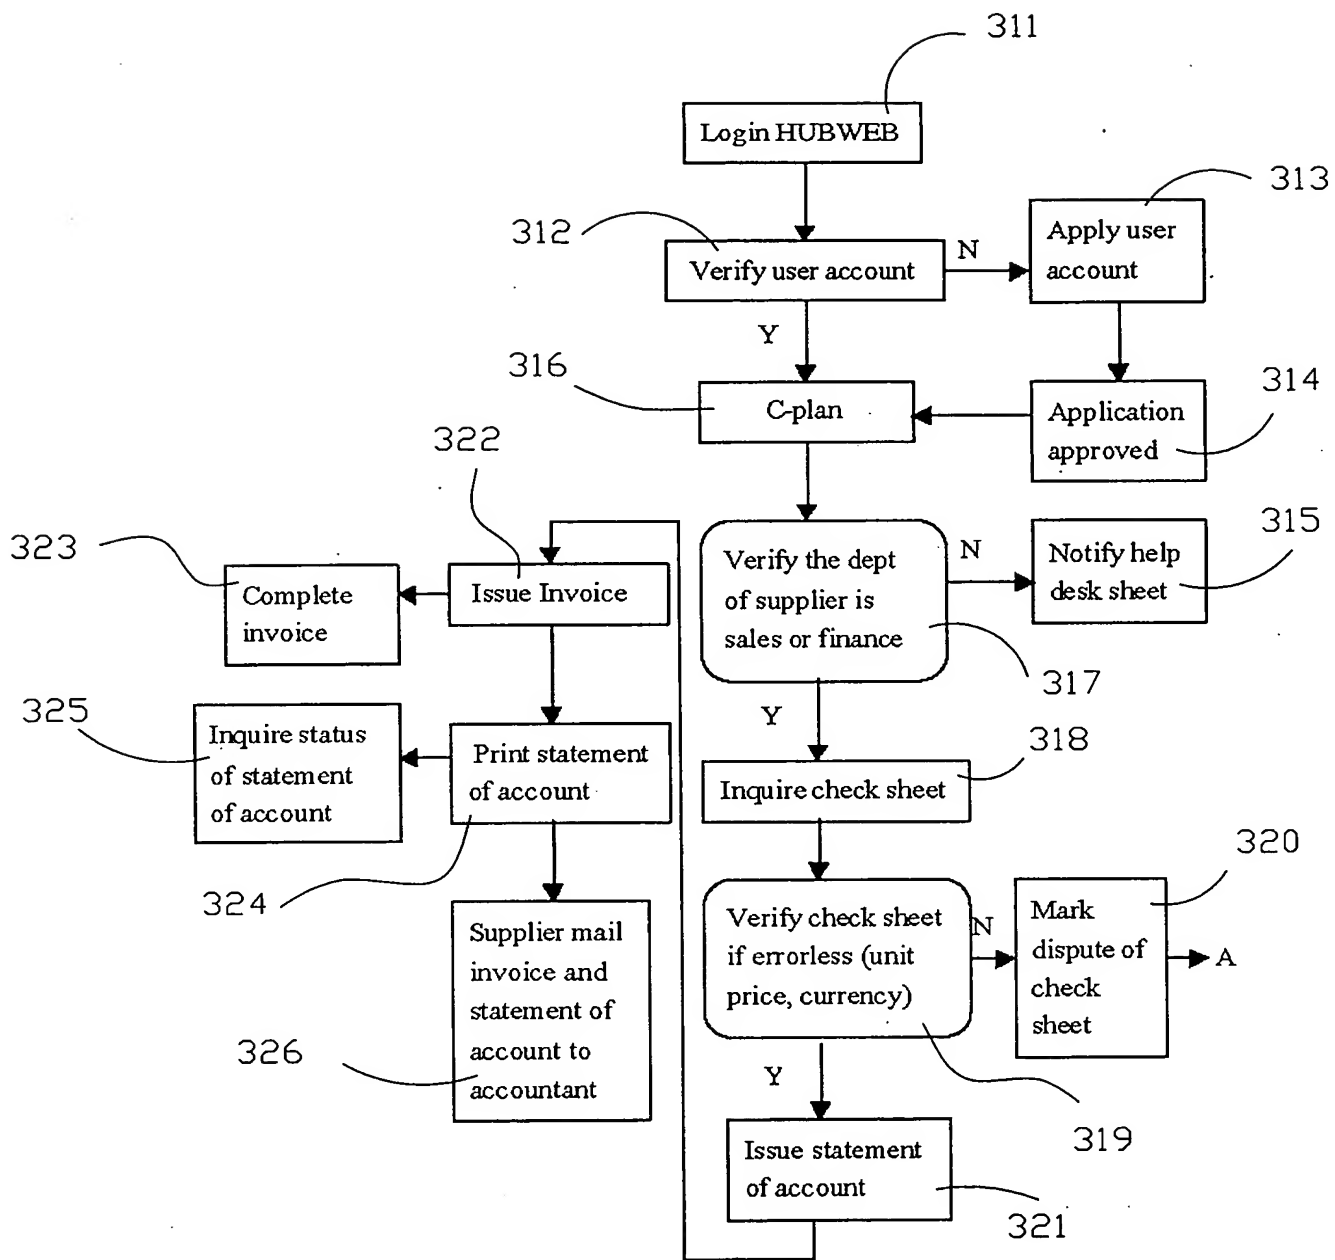 311
Login HUBWEB
313
312
Verify user account
N
Apply user
account
Y
316
C-plan
314
Application
approved
322
323
Complete
invoice
Issue Invoice
Verify the dept
of supplier is
sales or finance
N
315
Notify help
desk sheet
317
325
Inquire status
of statement
of account
Print statement
of account
Y
318
Inquire check sheet
324
320
Supplier mail
invoice and
statement of
account to
accountant
326
Verify check sheet
if errorless (unit
price, currency)
N
Mark
dispute of
check
sheet
A
Y
319
Issue statement
of account
321